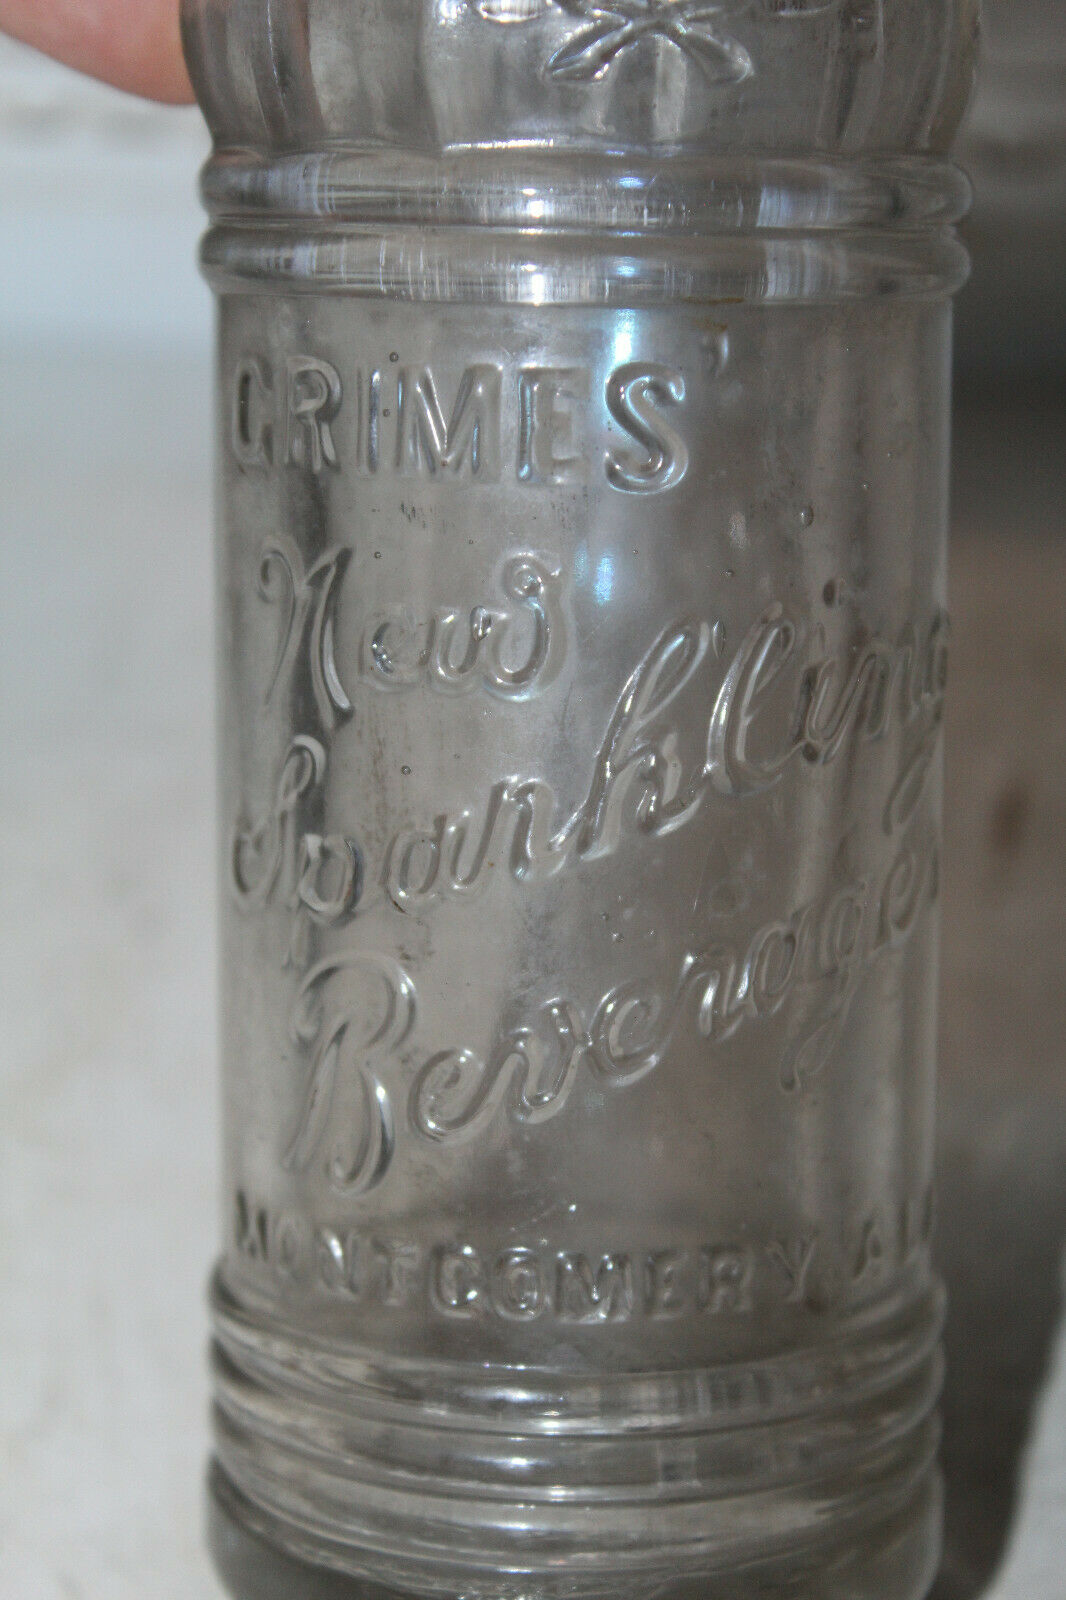 GRIMES'
New
Sparkling
Beverages
MONTGOMERY, ALA